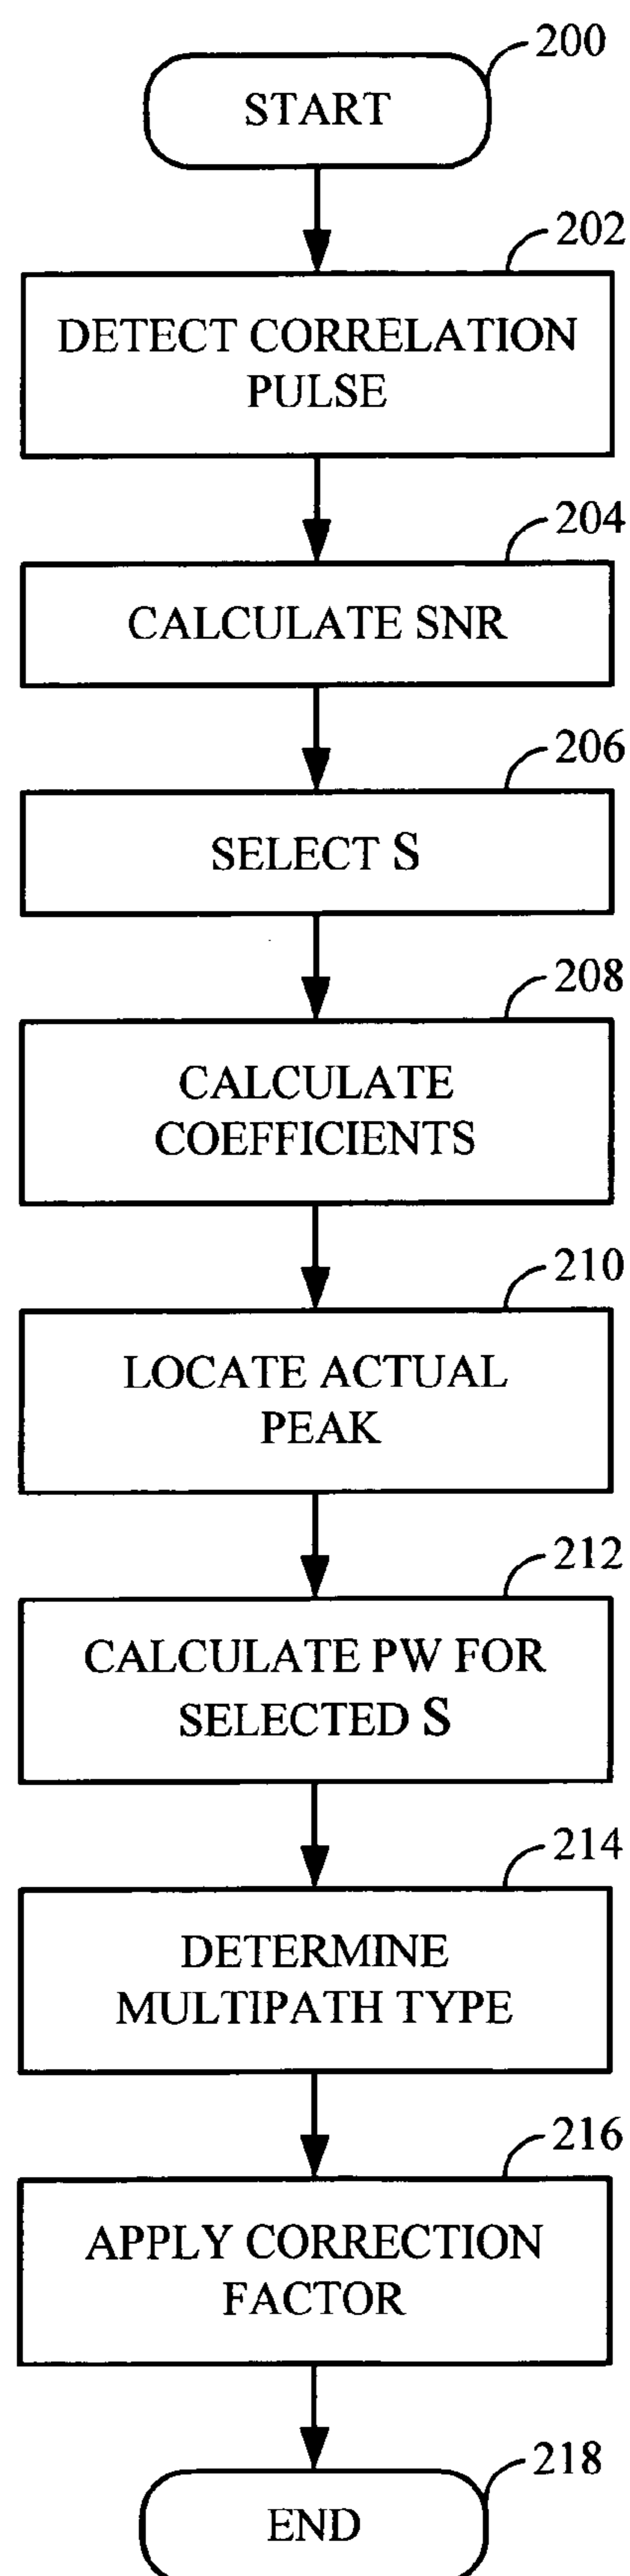 200
START
202
DETECT CORRELATION
PULSE
204
CALCULATE SNR
206
SELECT S
208
CALCULATE
COEFFICIENTS
210
LOCATE ACTUAL
PEAK
212
CALCULATE PW FOR
SELECTED S
214
DETERMINE
MULTIPATH TYPE
216
APPLY CORRECTION
FACTOR
218
END